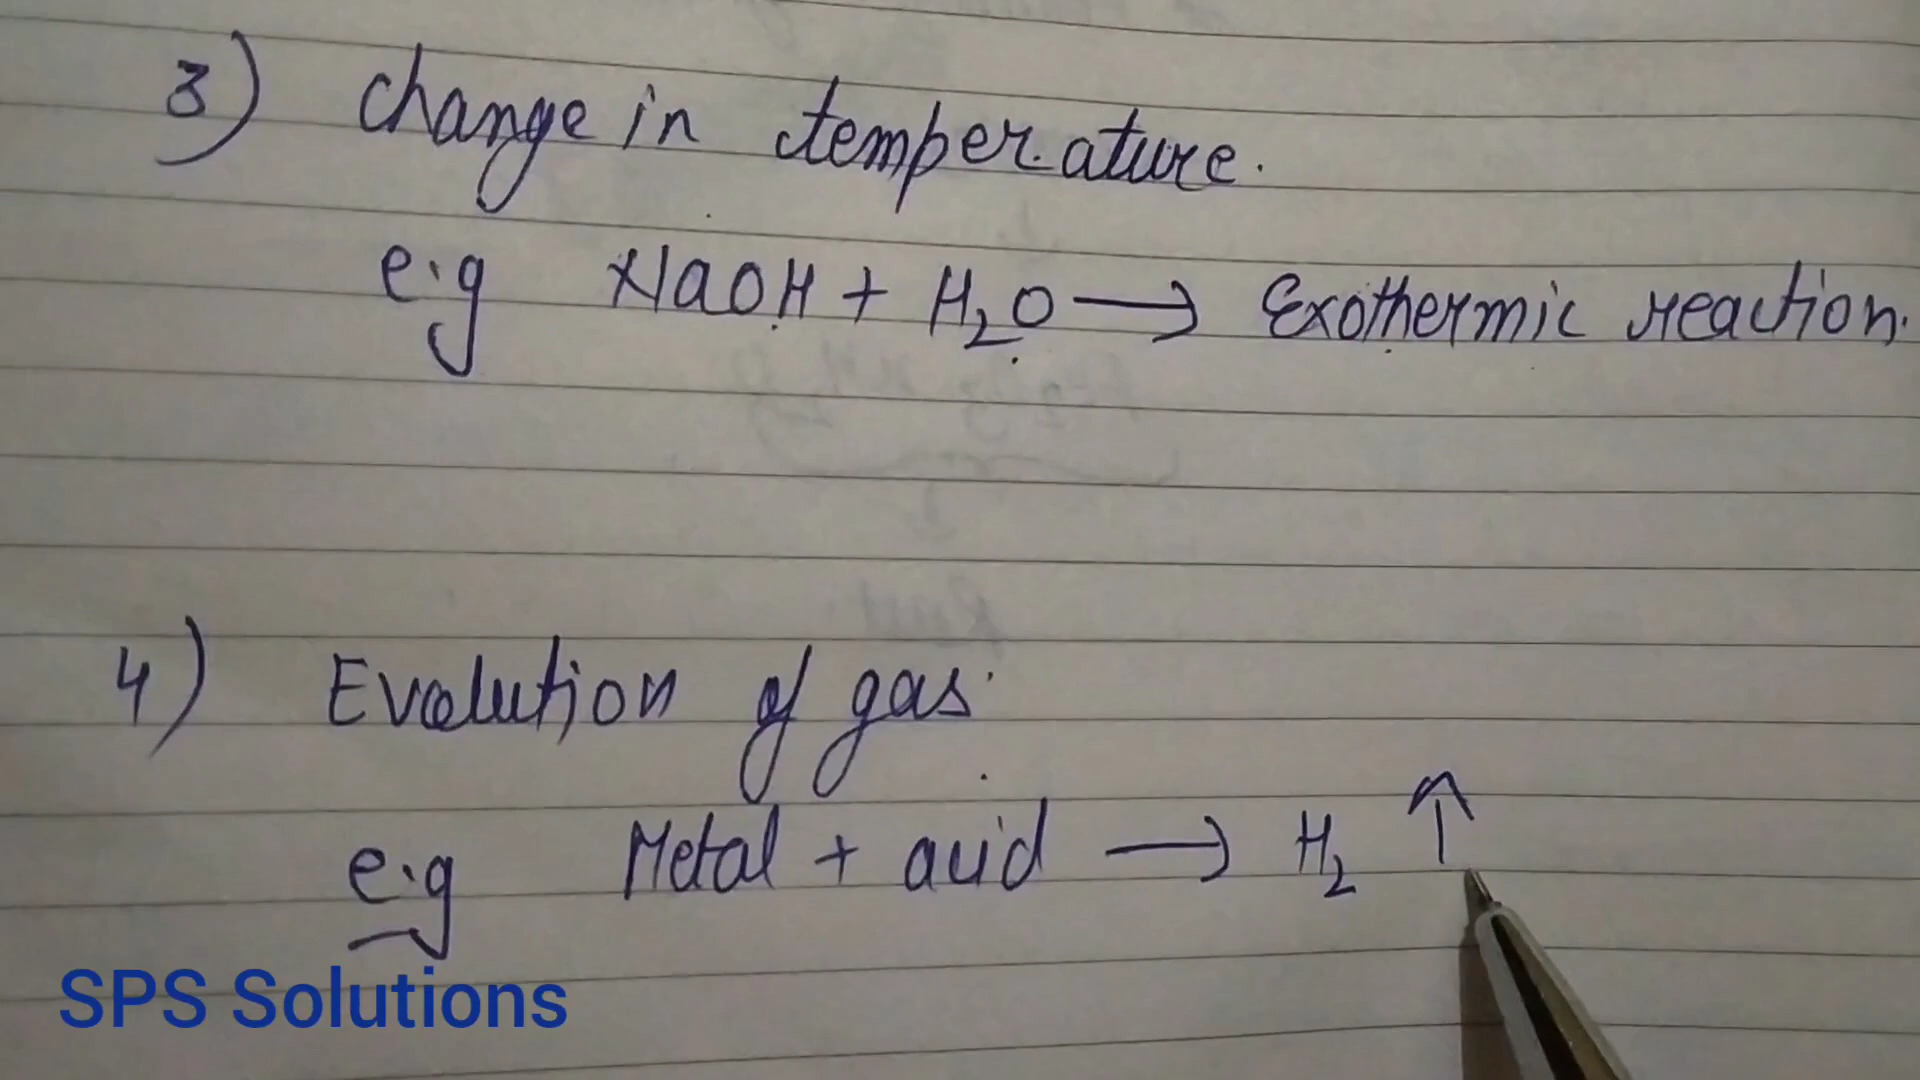 3) Change in temperature.
e.g NaOH + H₂O → Exothermic reaction.
4) Evolution of gas.
e.g Metal + acid → H₂ ↑
SPS Solutions